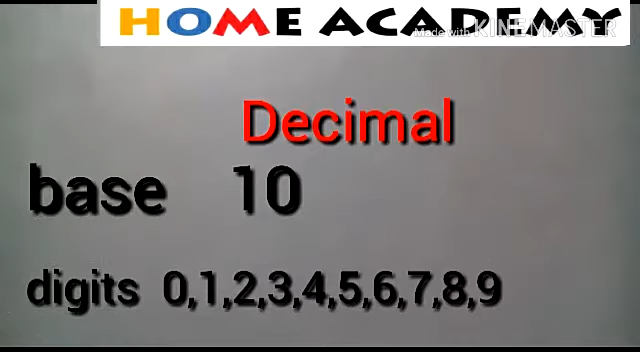 HOME ACADEMY
Made with KINEMASTER
Decimal
base 10
digits 0,1,2,3,4,5,6,7,8,9